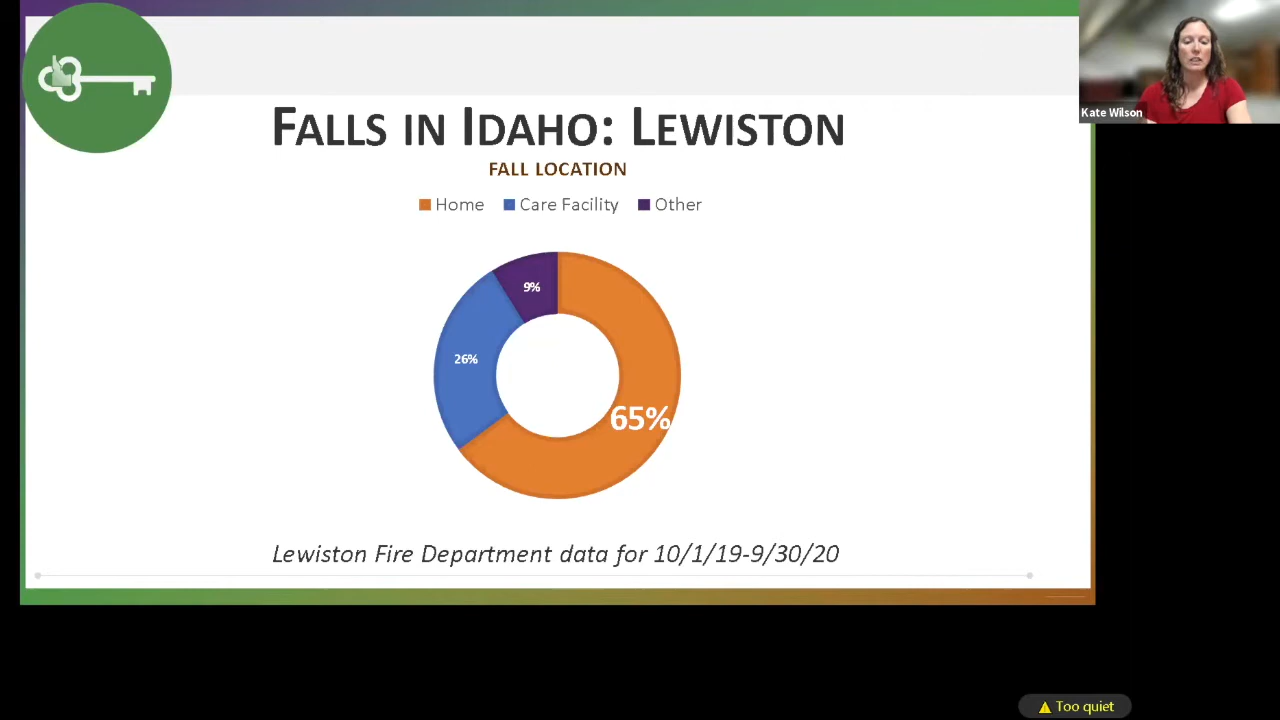 FALLS IN IDAHO: LEWISTON
FALL LOCATION
Home Care Facility Other
9%
26%
65%
Lewiston Fire Department data for 10/1/19-9/30/20
Kate Wilson
Too quiet